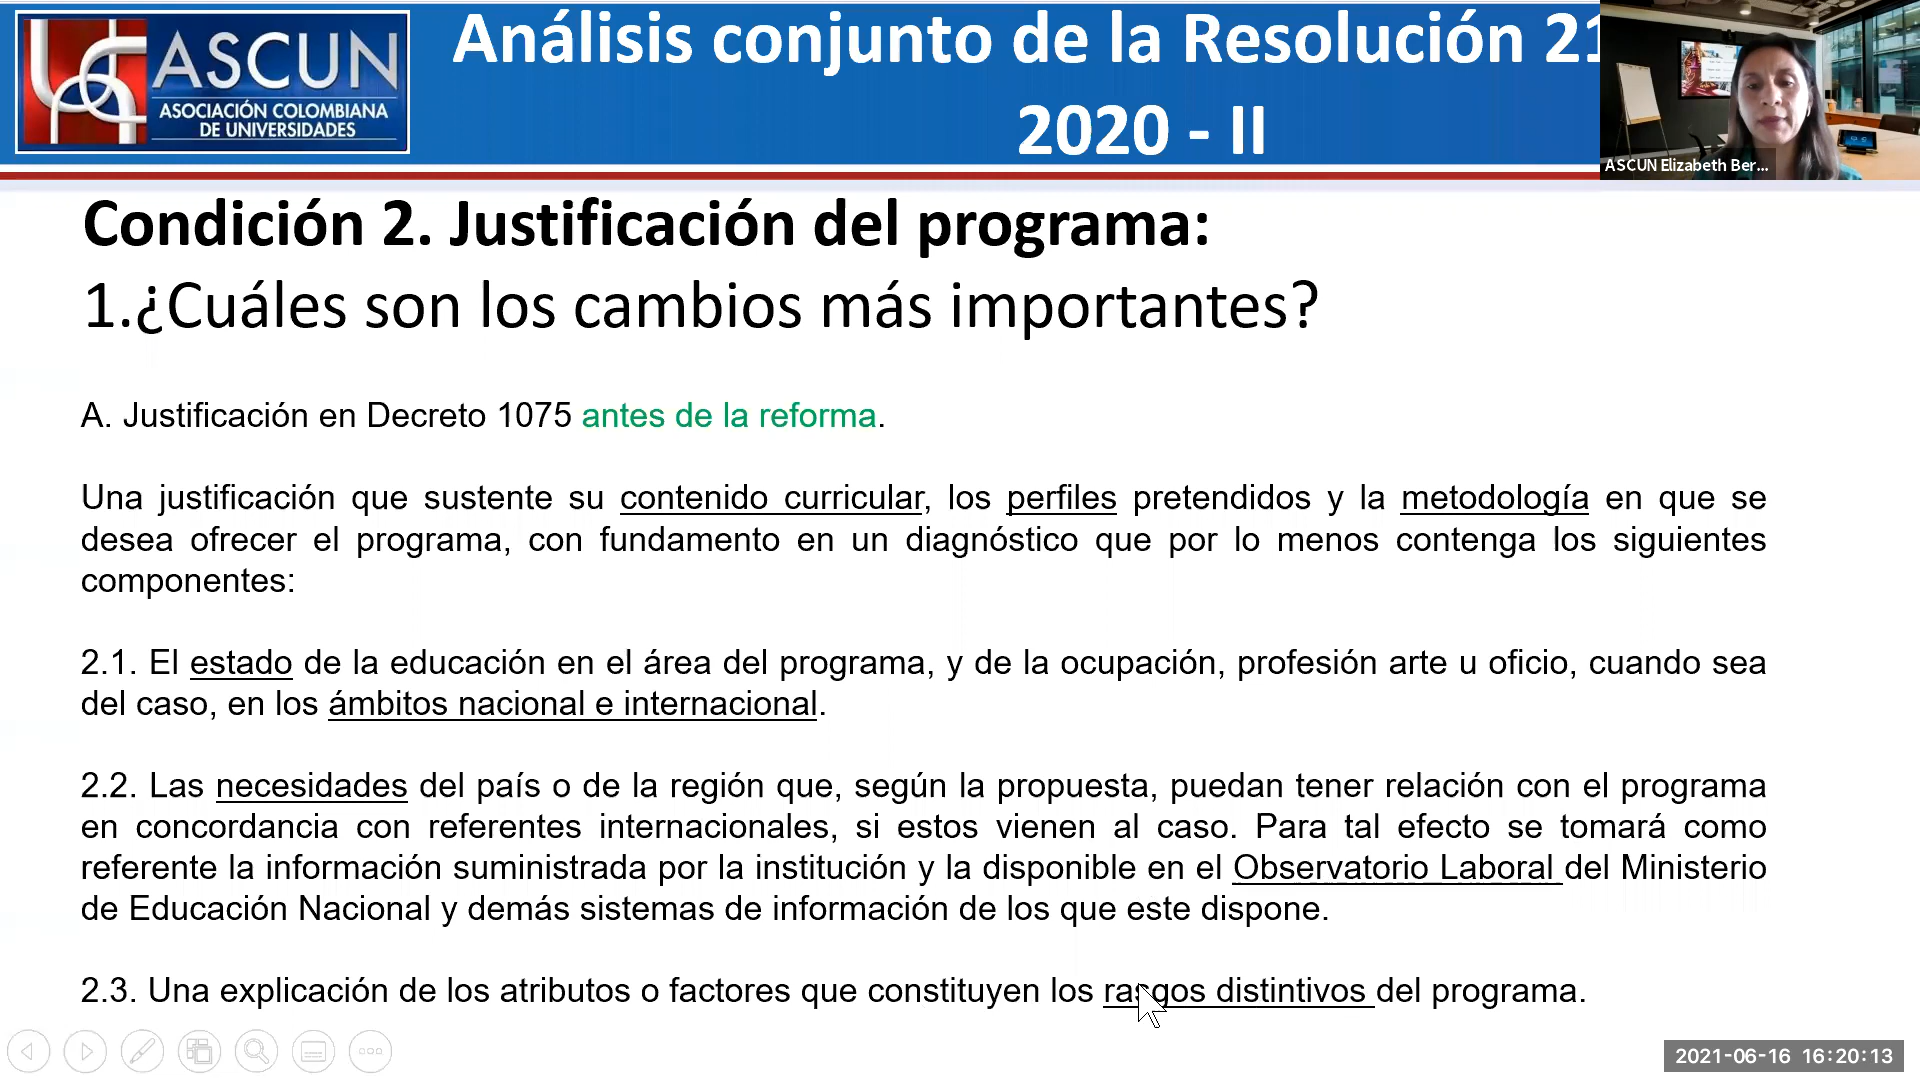 ASCUN
ASOCIACIÓN COLOMBIANA
DE UNIVERSIDADES
Análisis conjunto de la Resolución 21
2020 - II
ASCUN Elizabeth Ber...
Condición 2. Justificación del programa:
1.¿Cuáles son los cambios más importantes?
A. Justificación en Decreto 1075 antes de la reforma.
Una justificación que sustente su contenido curricular, los perfiles pretendidos y la metodología en que se
desea ofrecer el programa, con fundamento en un diagnóstico que por lo menos contenga los siguientes
componentes:
2.1. El estado de la educación en el área del programa, y de la ocupación, profesión arte u oficio, cuando sea
del caso, en los ámbitos nacional e internacional.
2.2. Las necesidades del país o de la región que, según la propuesta, puedan tener relación con el programa
en concordancia con referentes internacionales, si estos vienen al caso. Para tal efecto se tomará como
referente la información suministrada por la institución y la disponible en el Observatorio Laboral del Ministerio
de Educación Nacional y demás sistemas de información de los que este dispone.
2.3. Una explicación de los atributos o factores que constituyen los rasgos distintivos del programa.
2021-06-16 16:20:13